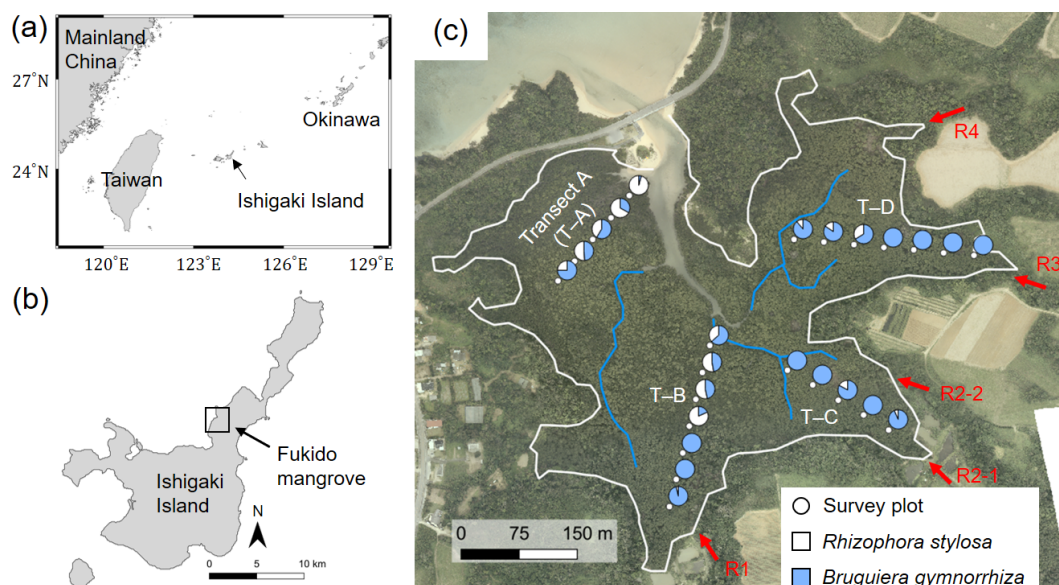 (a)
Mainland
China
27°N
24°N
Okinawa
Taiwan
Ishigaki Island
120°E
123°E
126°E
129°E
(b)
Fukido
mangrove
Ishigaki
Island
N
0 5 10 km
(c)
R4
Transect A
(T–A)
T–D
R3
T–B
T–C
R2-2
R2-1
R1
0 75 150 m
Survey plot
Rhizophora stylosa
Bruguiera gymnorrhiza